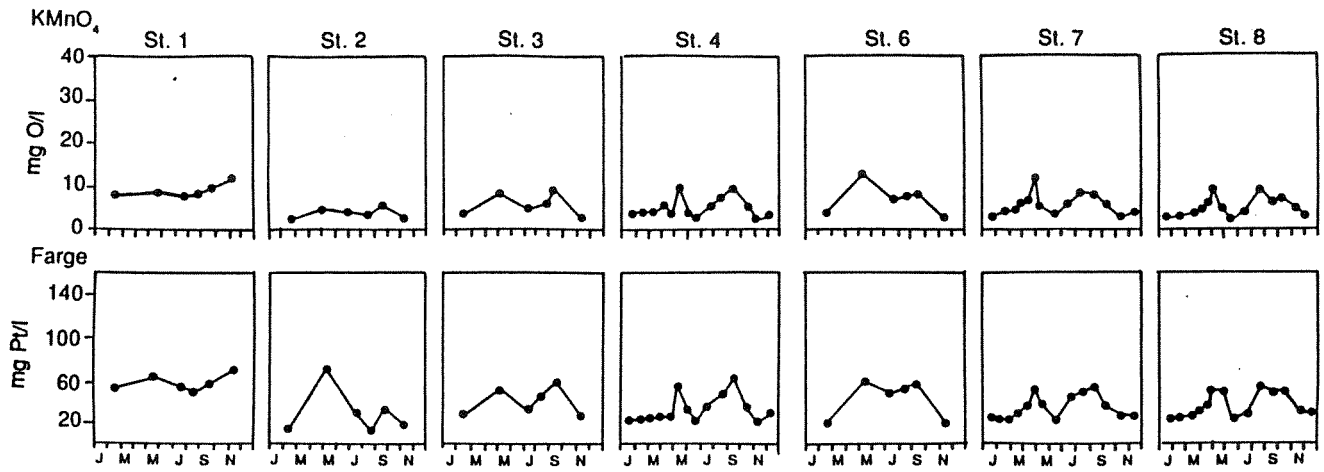 KMnO4
St. 1 St. 2 St. 3 St. 4 St. 6 St. 7 St. 8
40
30
20
10
0
mg O/l
Farge
140
100
60
20
mg Pt/l
J M M J S N J M M J S N J M M J S N J M M J S N J M M J S N J M M J S N J M M J S N